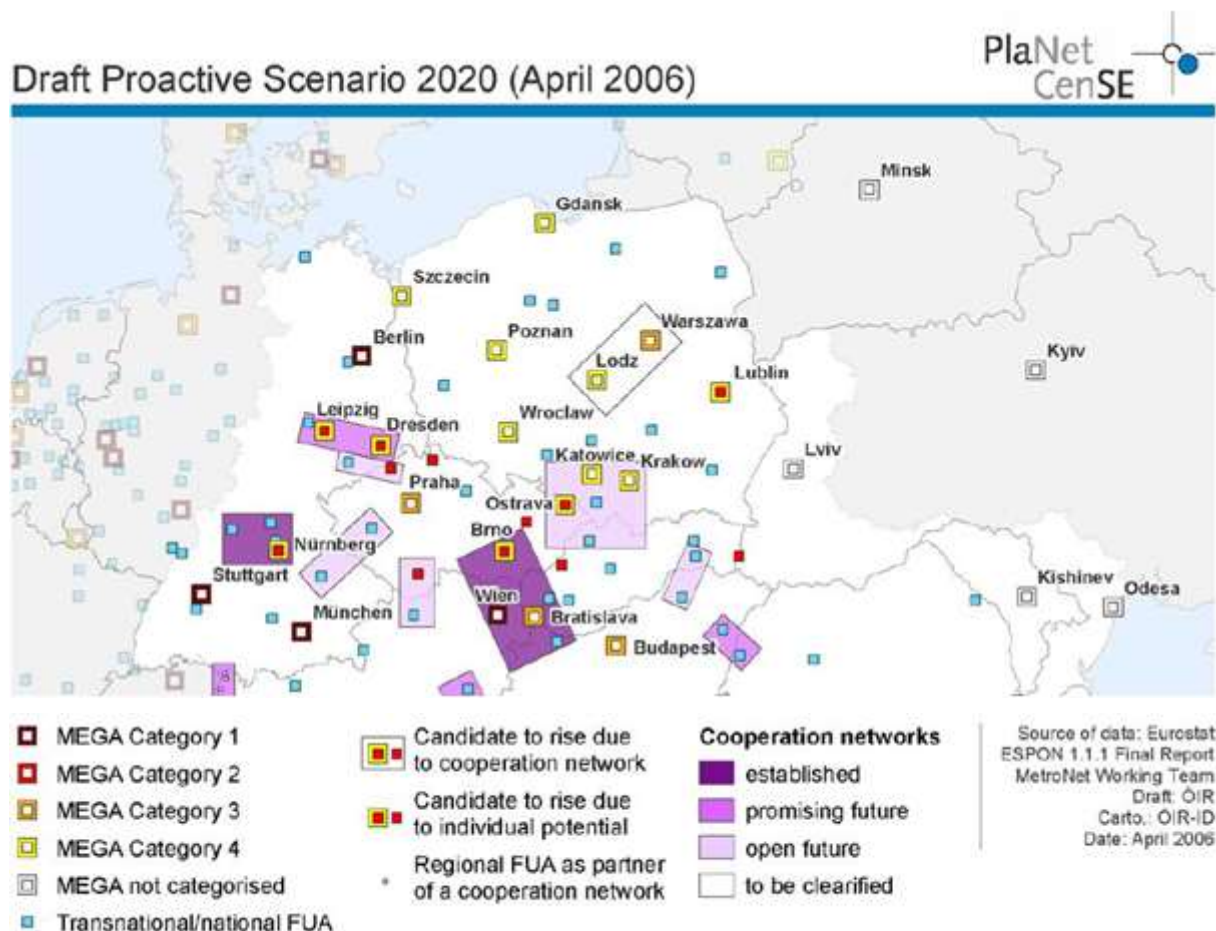 PlaNet
CenSE
Draft Proactive Scenario 2020 (April 2006)
Minsk
Gdansk
Szczecin
Berlin
Poznan
Warszawa
Lodz
Kyiv
Lublin
Leipzig
Dresden
Wroclaw
Katowice
Krakow
Lviv
Praha
Ostrava
Brno
Nürnberg
Stuttgart
Kishinev
Odesa
München
Wien
Bratislava
Budapest
MEGA Category 1
MEGA Category 2
MEGA Category 3
MEGA Category 4
MEGA not categorised
Transnational/national FUA
Candidate to rise due
to cooperation network
Candidate to rise due
to individual potential
Regional FUA as partner
of a cooperation network
Cooperation networks
established
promising future
open future
to be clearified
Source of data: Eurostat
ESPON 1.1.1 Final Report
MetroNet Working Team
Draft: ÖIR
Carto.: ÖIR-ID
Date: April 2006